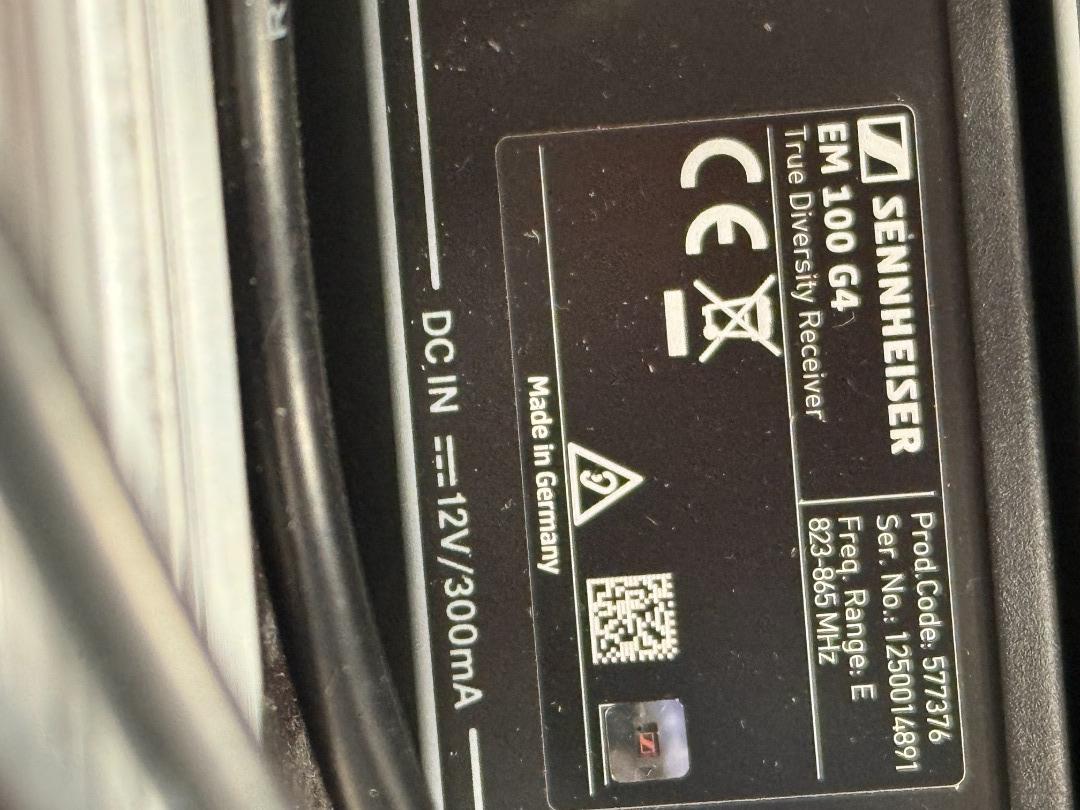 SENNHEISER
EM 100 G4
True Diversity Receiver
Prod.Code: 577376
Ser. No.: 1250014891
Freq. Range: E
823-865 MHz
CE
Made in Germany
DC IN ⎓12V//300mA
R